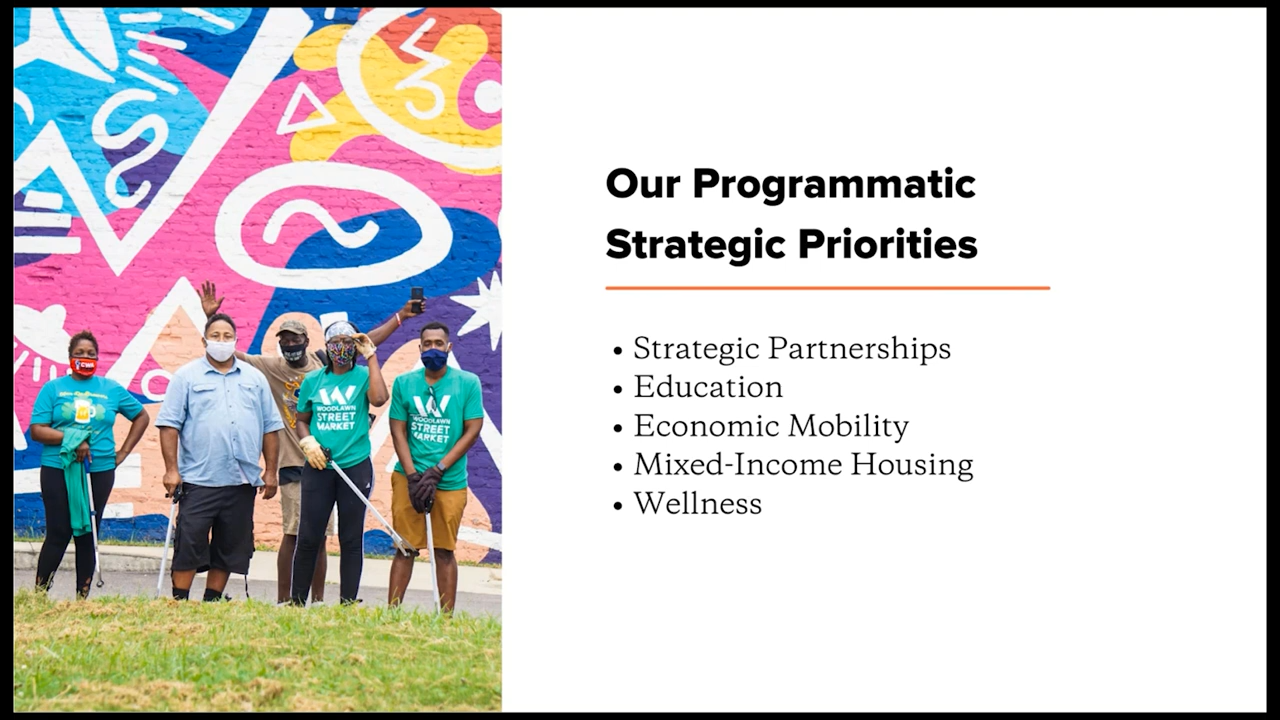 Our Programmatic
Strategic Priorities
• Strategic Partnerships
• Education
• Economic Mobility
• Mixed-Income Housing
• Wellness
WOODLAWN
STREET
MARKET
WOODLAWN
STREET
MARKET